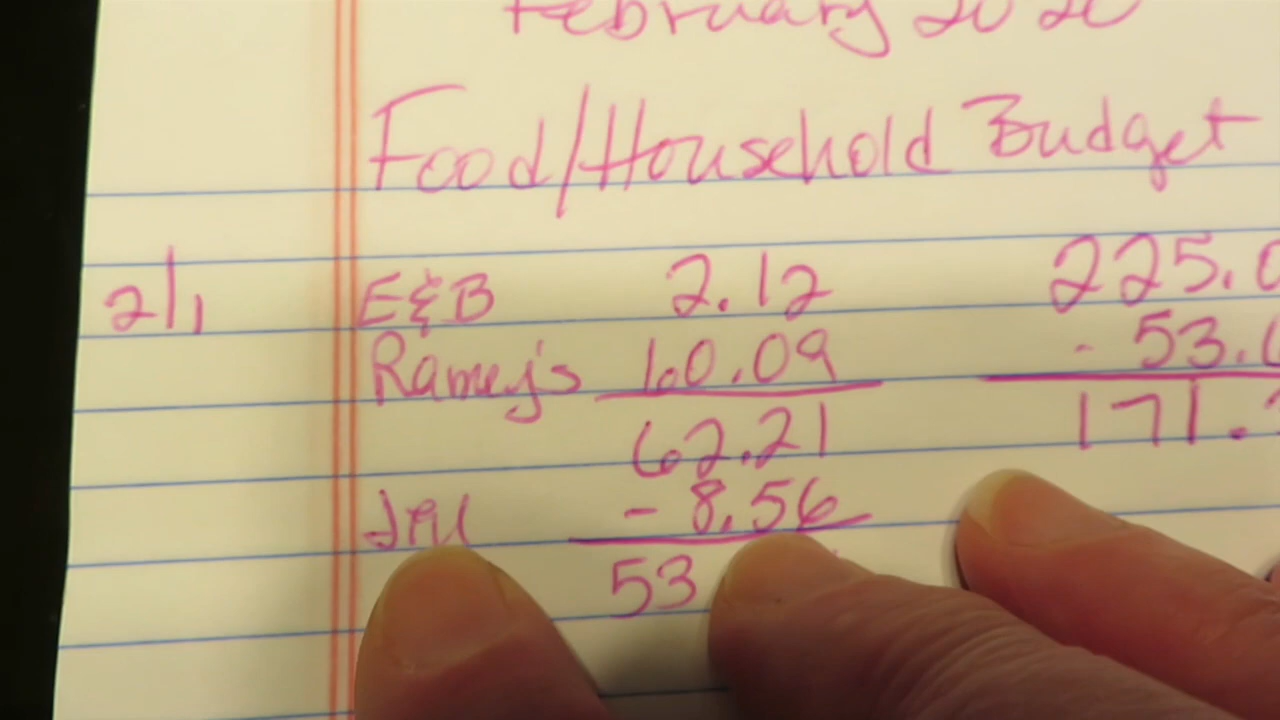 February 2020
Food/Household Budget
2/1 E&B 2.12 225.0
Ramey's 60.09 - 53.6
62.21 171.
- 8.56
53